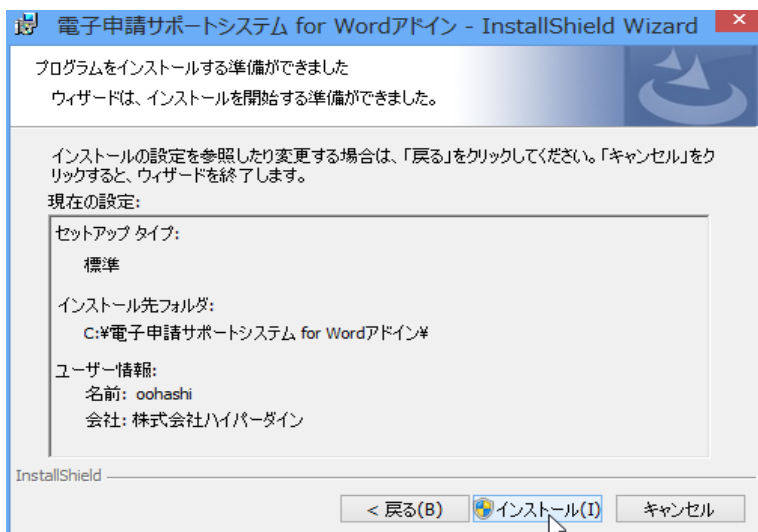 電子申請サポートシステム for Wordアドイン - InstallShield Wizard
プログラムをインストールする準備ができました
ウィザードは、インストールを開始する準備ができました。
インストールの設定を参照したり変更する場合は、「戻る」をクリックしてください。「キャンセル」をク
リックすると、ウィザードを終了します。
現在の設定:
セットアップ タイプ:
標準
インストール先フォルダ:
C:¥電子申請サポートシステム for Wordアドイン¥
ユーザー情報:
名前: oohashi
会社: 株式会社ハイパーダイン
InstallShield
< 戻る(B) インストール(I) キャンセル